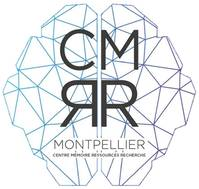 CM
RR
MONTPELLIER
CENTRE MÉMOIRE RESSOURCES RECHERCHE